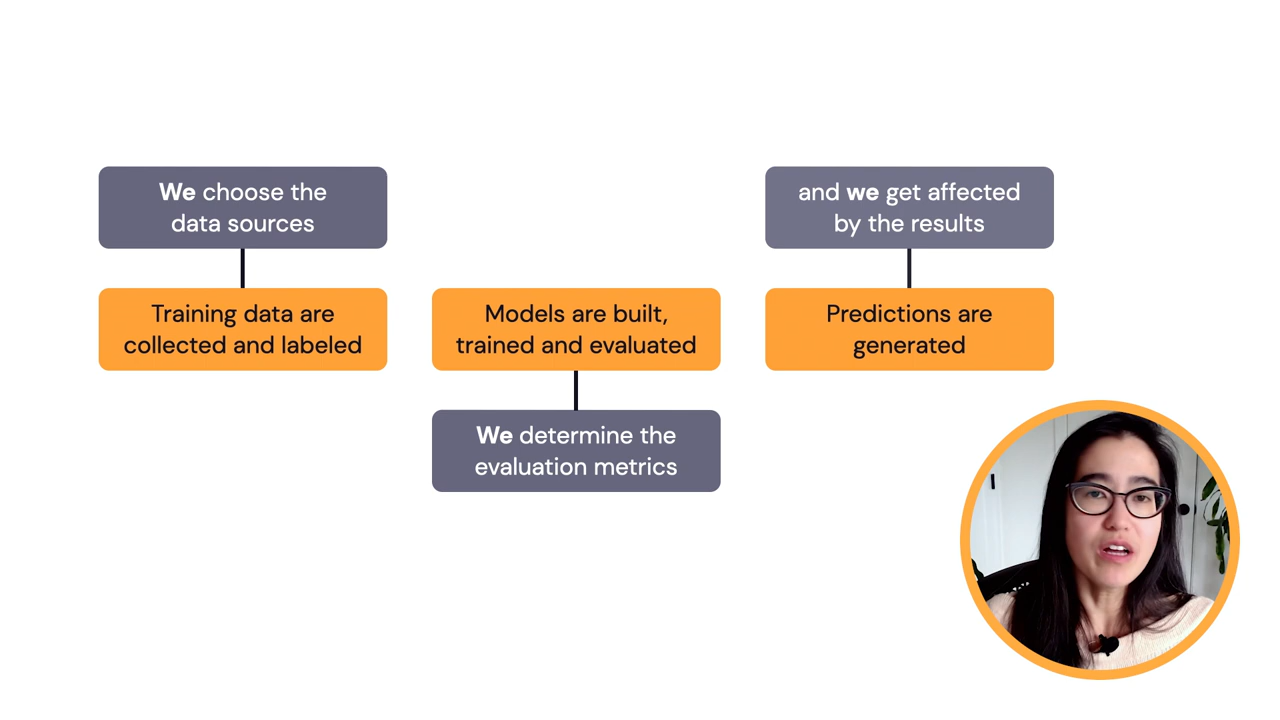 We choose the
data sources
Training data are
collected and labeled
Models are built,
trained and evaluated
We determine the
evaluation metrics
and we get affected
by the results
Predictions are
generated